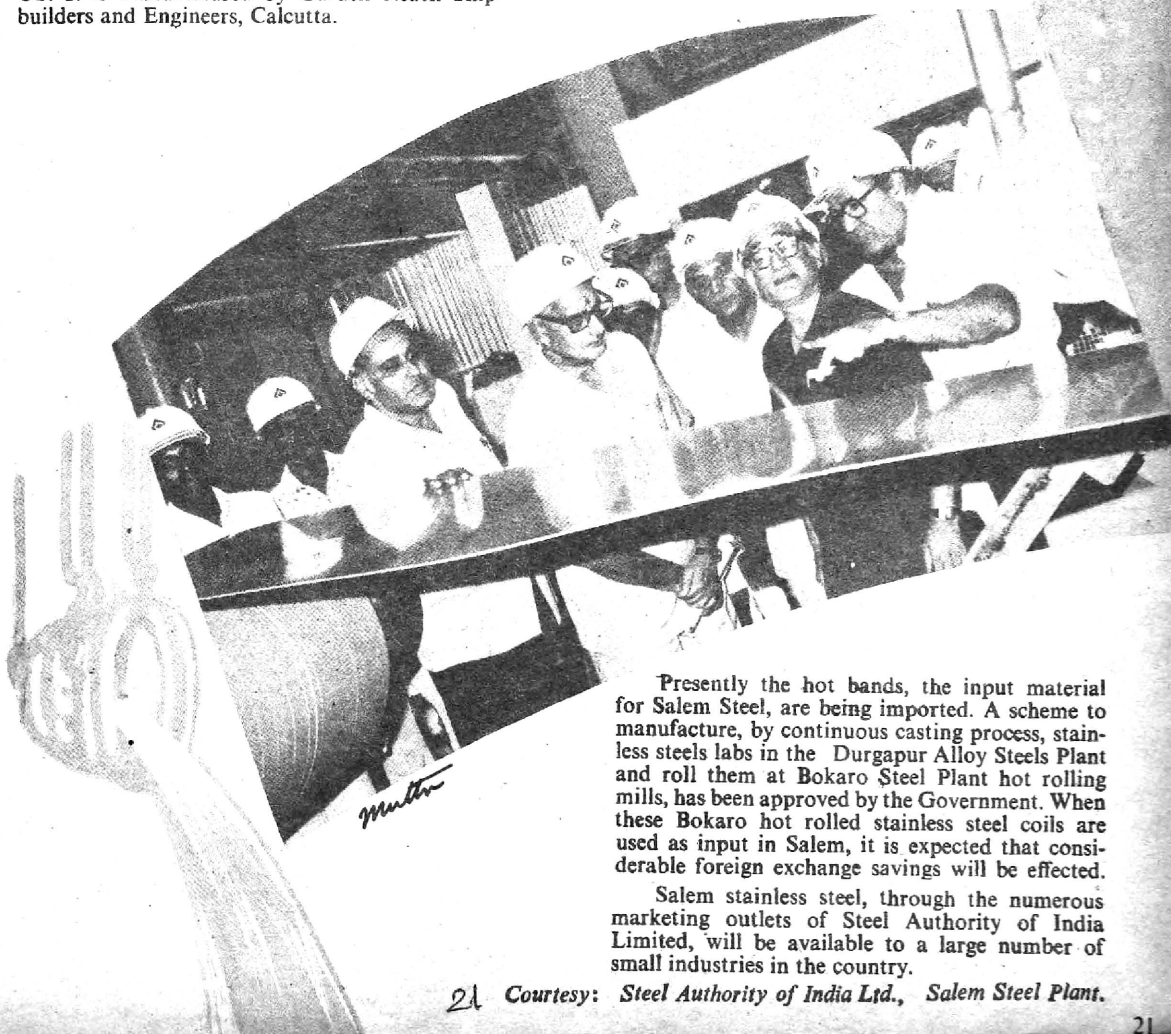 builders and Engineers, Calcutta.
Presently the hot bands, the input material
for Salem Steel, are being imported. A scheme to
manufacture, by continuous casting process, stain-
less steels labs in the Durgapur Alloy Steels Plant
and roll them at Bokaro Steel Plant hot rolling
mills, has been approved by the Government. When
these Bokaro hot rolled stainless steel coils are
used as input in Salem, it is expected that consi-
derable foreign exchange savings will be effected.
Salem stainless steel, through the numerous
marketing outlets of Steel Authority of India
Limited, will be available to a large number of
small industries in the country.
21 Courtesy: Steel Authority of India Ltd., Salem Steel Plant.
21